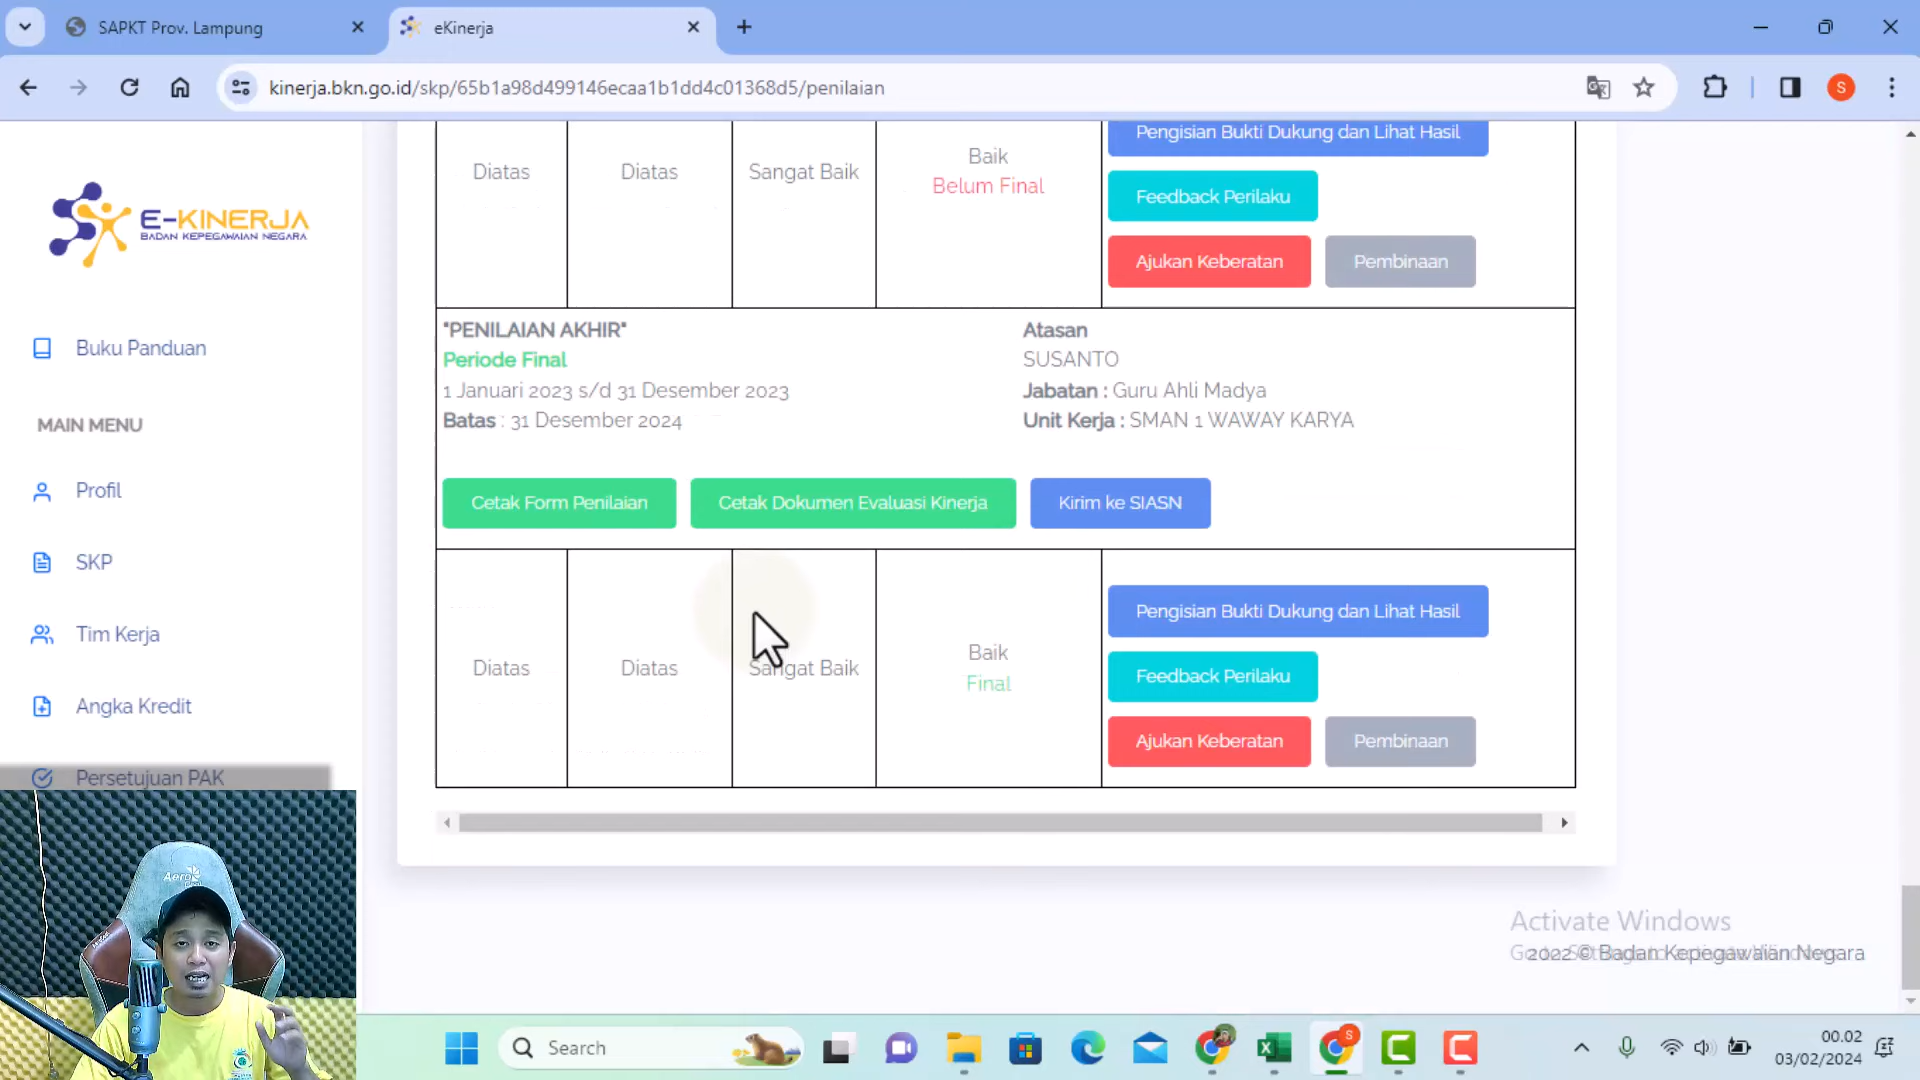 SAPKT Prov. Lampung
eKinerja
kinerja.bkn.go.id/skp/65b1a98d499146ecaa1b1dd4c01368d5/penilaian
S
E-KINERJA
BADAN KEPEGAWAIAN NEGARA
Buku Panduan
MAIN MENU
Profil
SKP
Tim Kerja
Angka Kredit
Persetujuan PAK
Diatas
Diatas
Sangat Baik
Baik
Belum Final
Pengisian Bukti Dukung dan Lihat Hasil
Feedback Perilaku
Ajukan Keberatan
Pembinaan
"PENILAIAN AKHIR"
Periode Final
1 Januari 2023 s/d 31 Desember 2023
Batas : 31 Desember 2024
Atasan
SUSANTO
Jabatan : Guru Ahli Madya
Unit Kerja : SMAN 1 WAWAY KARYA
Cetak Form Penilaian
Cetak Dokumen Evaluasi Kinerja
Kirim ke SIASN
Diatas
Diatas
Sangat Baik
Baik
Final
Pengisian Bukti Dukung dan Lihat Hasil
Feedback Perilaku
Ajukan Keberatan
Pembinaan
Activate Windows
2022 © Badan Kepegawaian Negara
Search
00.02
03/02/2024